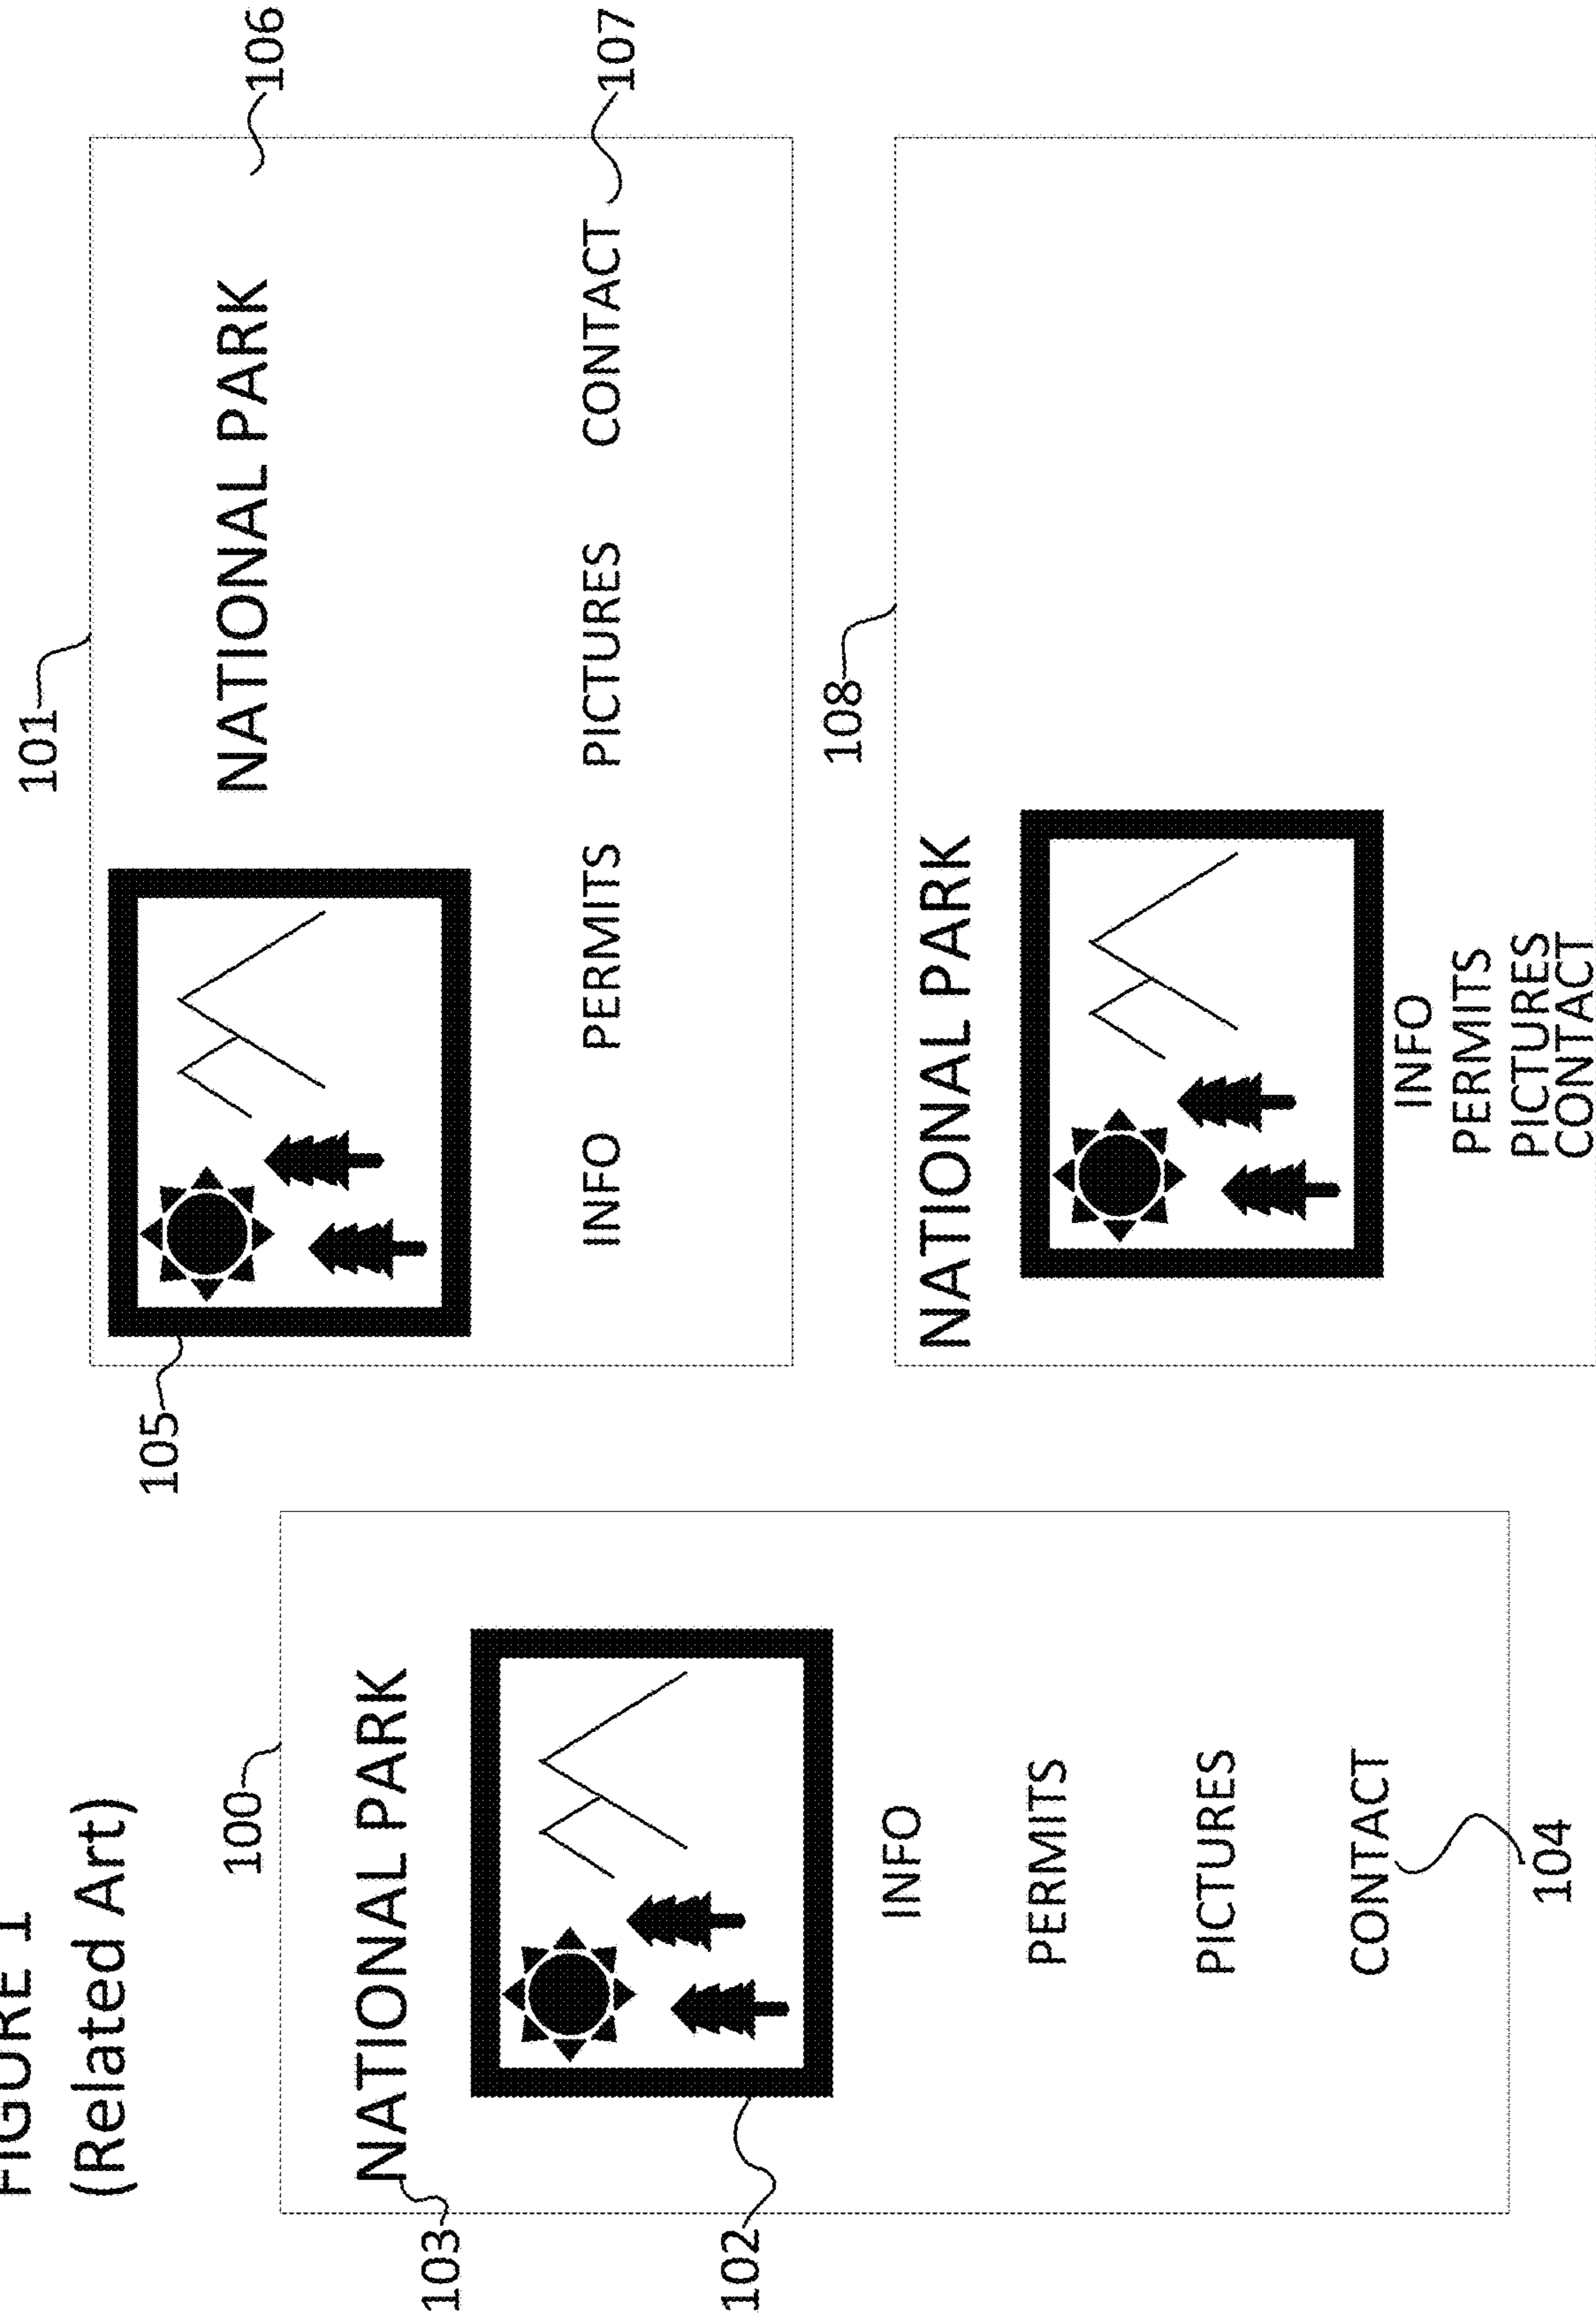 FIGURE 1
(Related Art)
100
103
NATIONAL PARK
102
INFO
PERMITS
PICTURES
CONTACT
104
101
105
NATIONAL PARK
106
INFO PERMITS PICTURES CONTACT
107
108
NATIONAL PARK
INFO
PERMITS
PICTURES
CONTACT